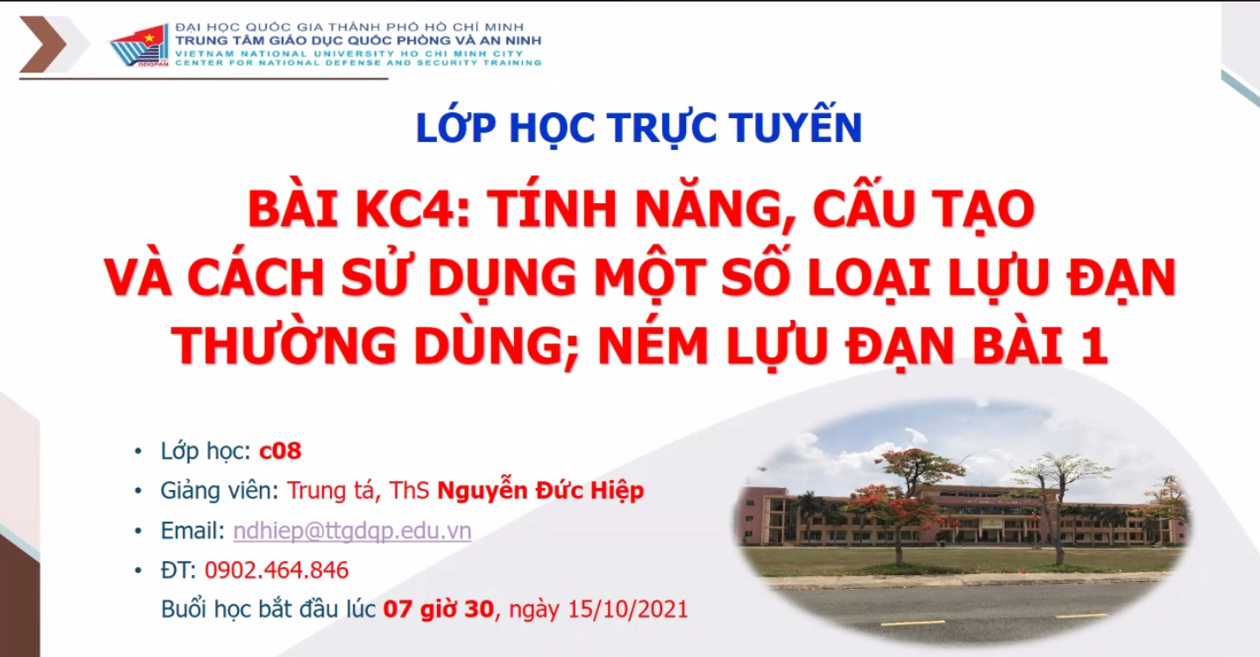 ĐẠI HỌC QUỐC GIA THÀNH PHỐ HỒ CHÍ MINH
TRUNG TÂM GIÁO DỤC QUỐC PHÒNG VÀ AN NINH
VIETNAM NATIONAL UNIVERSITY HO CHI MINH CITY
CENTER FOR NATIONAL DEFENSE AND SECURITY TRAINING
LỚP HỌC TRỰC TUYẾN
BÀI KC4: TÍNH NĂNG, CẤU TẠO
VÀ CÁCH SỬ DỤNG MỘT SỐ LOẠI LỰU ĐẠN
THƯỜNG DÙNG; NÉM LỰU ĐẠN BÀI 1
• Lớp học: c08
• Giảng viên: Trung tá, ThS Nguyễn Đức Hiệp
• Email: ndhiep@ttgdqp.edu.vn
• ĐT: 0902.464.846
Buổi học bắt đầu lúc 07 giờ 30, ngày 15/10/2021